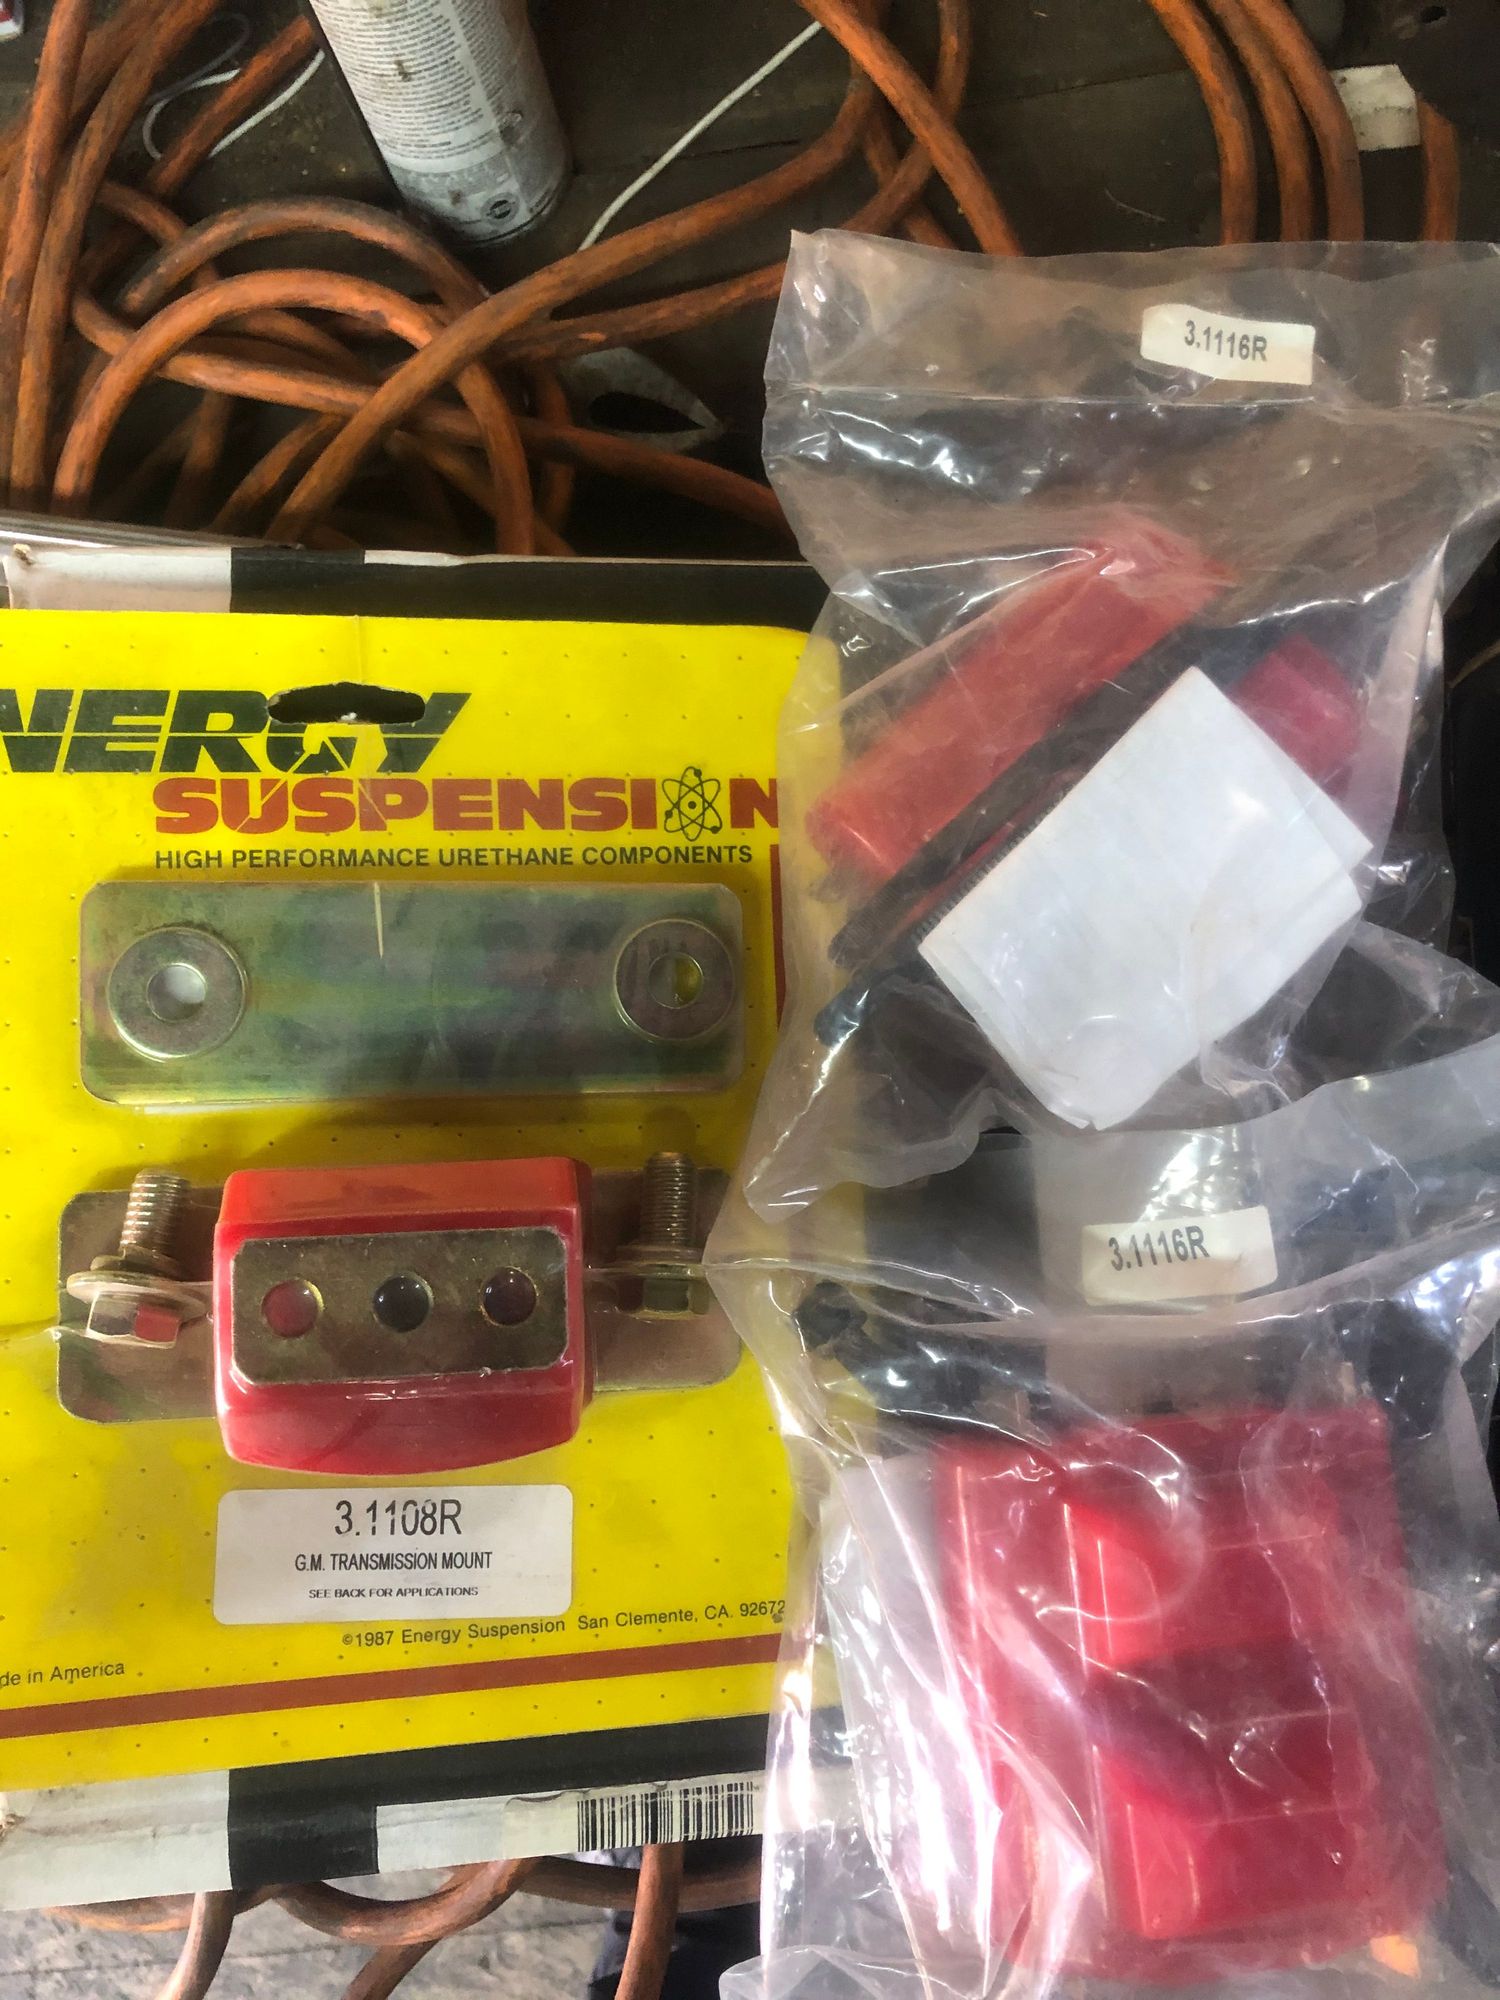 3.1116R
NERGY
SUSPENSION
HIGH PERFORMANCE URETHANE COMPONENTS
3.1116R
3.1108R
G.M. TRANSMISSION MOUNT
SEE BACK FOR APPLICATIONS
©1987 Energy Suspension San Clemente, CA. 92672
de in America